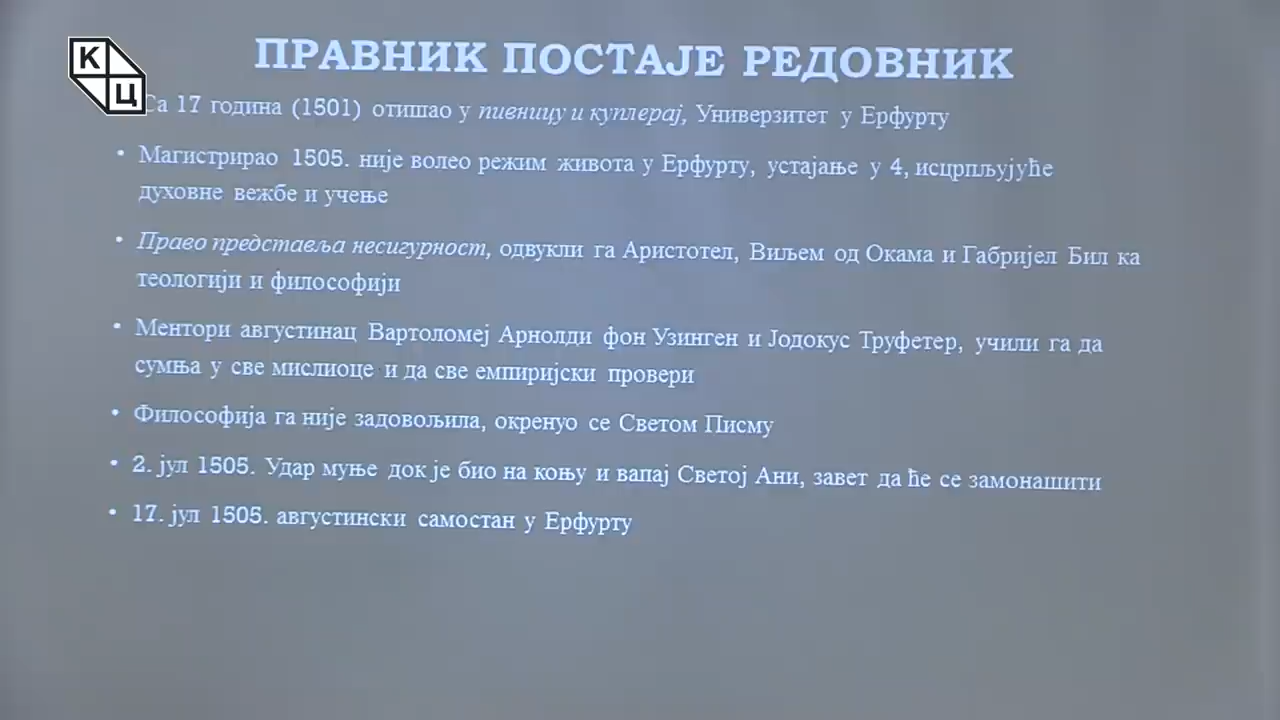 К
Ц
ПРАВНИК ПОСТАЈЕ РЕДОВНИК
Са 17 година (1501) отишао у пивницу и куплерај, Универзитет у Ерфурту
• Магистрирао 1505. није волео режим живота у Ерфурту, устајање у 4, исцрпљујуће
духовне вежбе и учење
• Право представља несигурност, одвукли га Аристотел, Виљем од Окама и Габријел Бил ка
теологији и филозофији
• Ментори августинац Вартоломеј Арнолди фон Узинген и Јодокус Труфетер, учили га да
сумња у све мислиоце и да све емпиријски провери
• Филозофија га није задовољила, окренуо се Светом Писму
• 2. јул 1505. Удар муње док је био на коњу и вапај Светој Ани, завет да ће се замонашити
• 17. јул 1505. августински самостан у Ерфурту